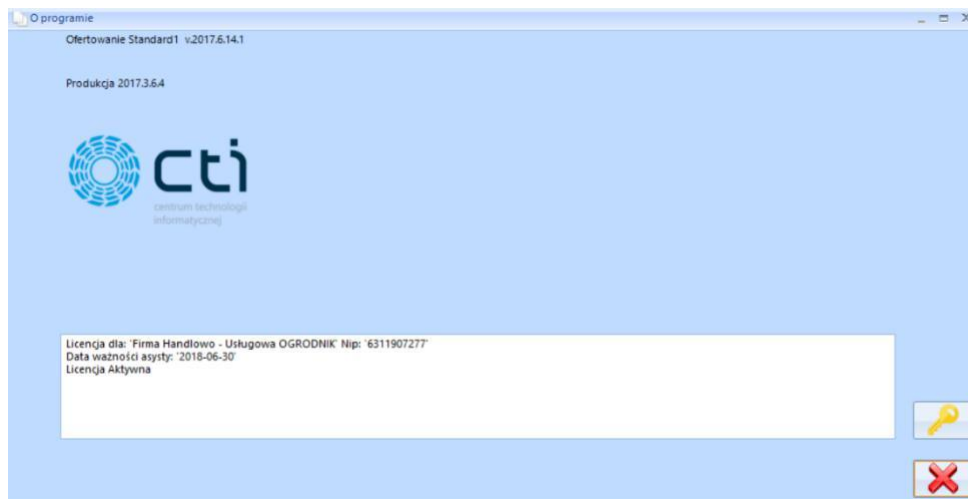 O programie
Ofertowanie Standard1 v.2017.6.14.1
Produkcja 2017.3.6.4
cti
centrum technologii
informatycznej
Licencja dla: 'Firma Handlowo - Usługowa OGRODNIK' Nip: '6311907277'
Data ważności asysty: '2018-06-30'
Licencja Aktywna